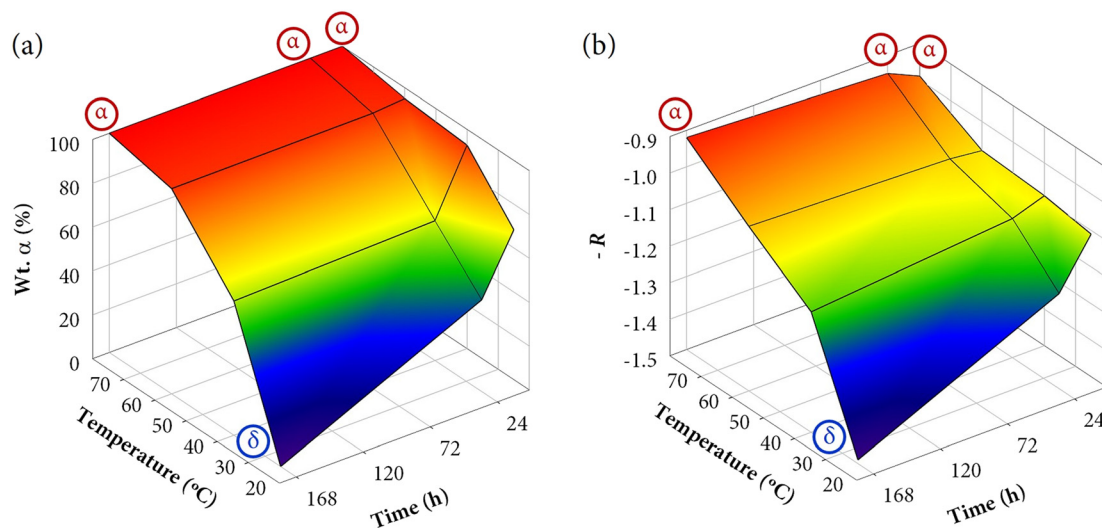 (a)
α
α
α
100
80
60
40
20
0
Wt. α (%)
70
60
50
40
30
20
Temperature (ºC)
δ
168
120
72
24
Time (h)
(b)
α
α
α
-0.9
-1.0
-1.1
-1.2
-1.3
-1.4
-1.5
- R
70
60
50
40
30
20
Temperature (ºC)
δ
168
120
72
24
Time (h)